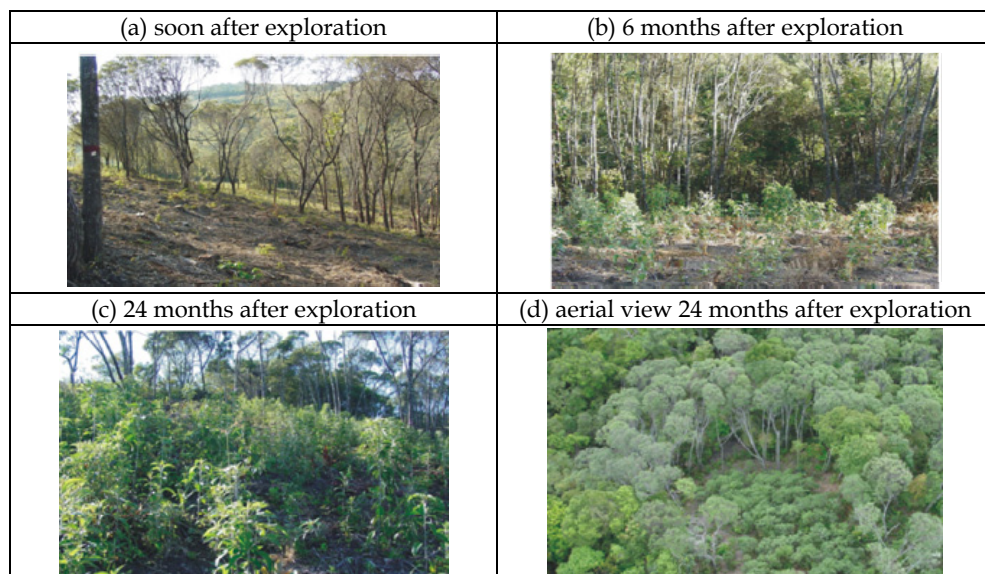 (a) soon after exploration
(b) 6 months after exploration
(c) 24 months after exploration
(d) aerial view 24 months after exploration